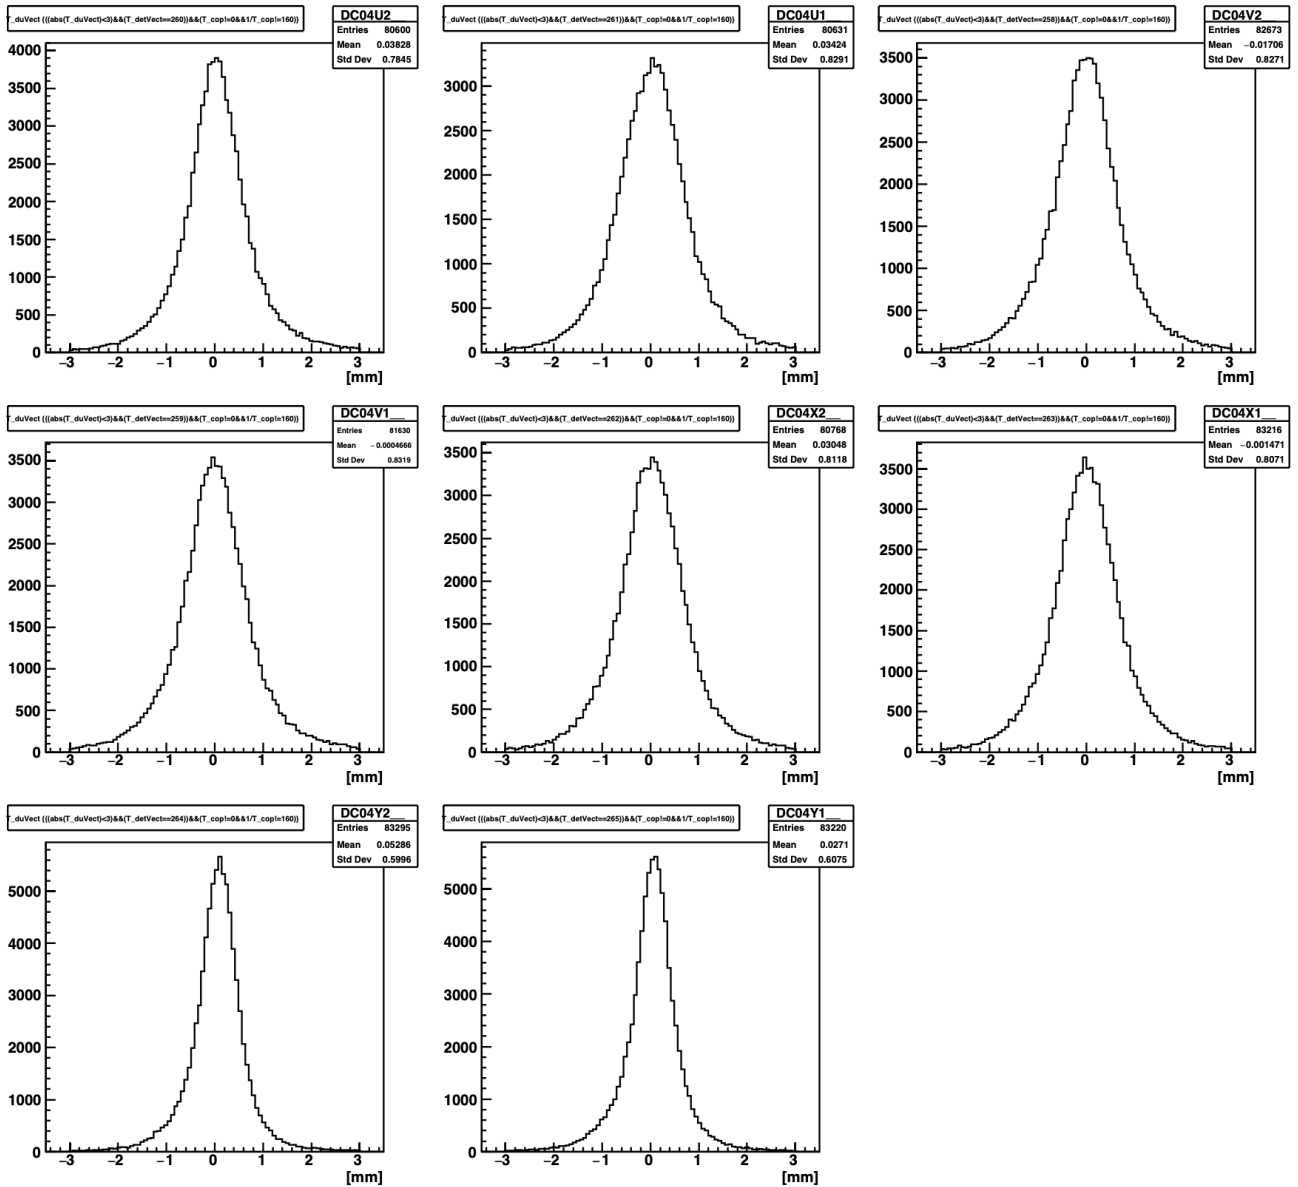 T_duVect (((abs(T_duVect)<3)&&(T_detVect==260))&&(T_cop!=0&&1/T_cop!=160))
DC04U2
Entries 80600
Mean 0.03828
Std Dev 0.7845
4000
3500
3000
2500
2000
1500
1000
500
0
−3 −2 −1 0 1 2 3
[mm]
T_duVect (((abs(T_duVect)<3)&&(T_detVect==261))&&(T_cop!=0&&1/T_cop!=160))
DC04U1
Entries 80631
Mean 0.03424
Std Dev 0.8291
3000
2500
2000
1500
1000
500
0
−3 −2 −1 0 1 2 3
[mm]
T_duVect (((abs(T_duVect)<3)&&(T_detVect==258))&&(T_cop!=0&&1/T_cop!=160))
DC04V2__
Entries 82673
Mean −0.01706
Std Dev 0.8271
3500
3000
2500
2000
1500
1000
500
0
−3 −2 −1 0 1 2 3
[mm]
T_duVect (((abs(T_duVect)<3)&&(T_detVect==259))&&(T_cop!=0&&1/T_cop!=160))
DC04V1__
Entries 81630
Mean −0.0004666
Std Dev 0.8319
3500
3000
2500
2000
1500
1000
500
0
−3 −2 −1 0 1 2 3
[mm]
T_duVect (((abs(T_duVect)<3)&&(T_detVect==262))&&(T_cop!=0&&1/T_cop!=160))
DC04X2__
Entries 80768
Mean 0.03048
Std Dev 0.8118
3500
3000
2500
2000
1500
1000
500
0
−3 −2 −1 0 1 2 3
[mm]
T_duVect (((abs(T_duVect)<3)&&(T_detVect==263))&&(T_cop!=0&&1/T_cop!=160))
DC04X1__
Entries 83216
Mean −0.001471
Std Dev 0.8071
3500
3000
2500
2000
1500
1000
500
0
−3 −2 −1 0 1 2 3
[mm]
T_duVect (((abs(T_duVect)<3)&&(T_detVect==264))&&(T_cop!=0&&1/T_cop!=160))
DC04Y2__
Entries 83295
Mean 0.05286
Std Dev 0.5996
5000
4000
3000
2000
1000
0
−3 −2 −1 0 1 2 3
[mm]
T_duVect (((abs(T_duVect)<3)&&(T_detVect==265))&&(T_cop!=0&&1/T_cop!=160))
DC04Y1__
Entries 83220
Mean 0.0271
Std Dev 0.6075
5000
4000
3000
2000
1000
0
−3 −2 −1 0 1 2 3
[mm]